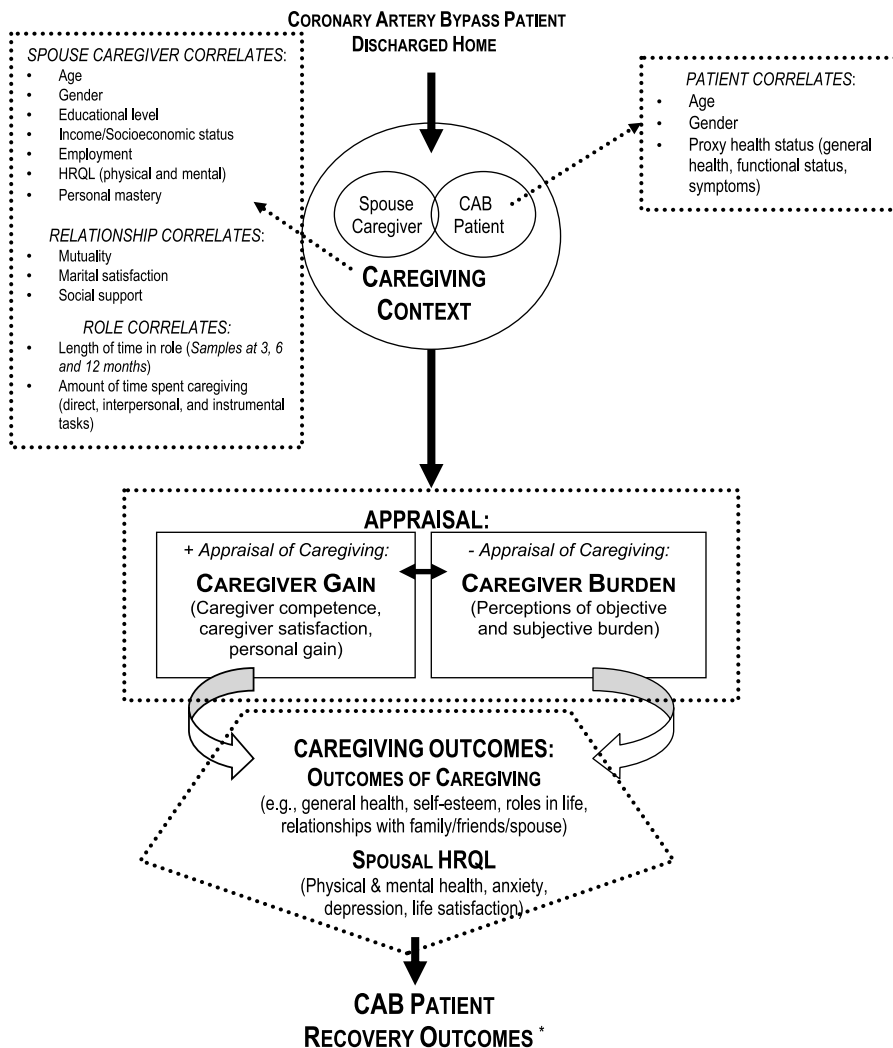 CORONARY ARTERY BYPASS PATIENT
DISCHARGED HOME
SPOUSE CAREGIVER CORRELATES:
• Age
• Gender
• Educational level
• Income/Socioeconomic status
• Employment
• HRQL (physical and mental)
• Personal mastery
RELATIONSHIP CORRELATES:
• Mutuality
• Marital satisfaction
• Social support
ROLE CORRELATES:
• Length of time in role (Samples at 3, 6
and 12 months)
• Amount of time spent caregiving
(direct, interpersonal, and instrumental
tasks)
PATIENT CORRELATES:
• Age
• Gender
• Proxy health status (general
health, functional status,
symptoms)
Spouse
Caregiver
CAB
Patient
CAREGIVING
CONTEXT
APPRAISAL:
+ Appraisal of Caregiving:
CAREGIVER GAIN
(Caregiver competence,
caregiver satisfaction,
personal gain)
- Appraisal of Caregiving:
CAREGIVER BURDEN
(Perceptions of objective
and subjective burden)
CAREGIVING OUTCOMES:
OUTCOMES OF CAREGIVING
(e.g., general health, self-esteem, roles in life,
relationships with family/friends/spouse)
SPOUSAL HRQL
(Physical & mental health, anxiety,
depression, life satisfaction)
CAB PATIENT
RECOVERY OUTCOMES *